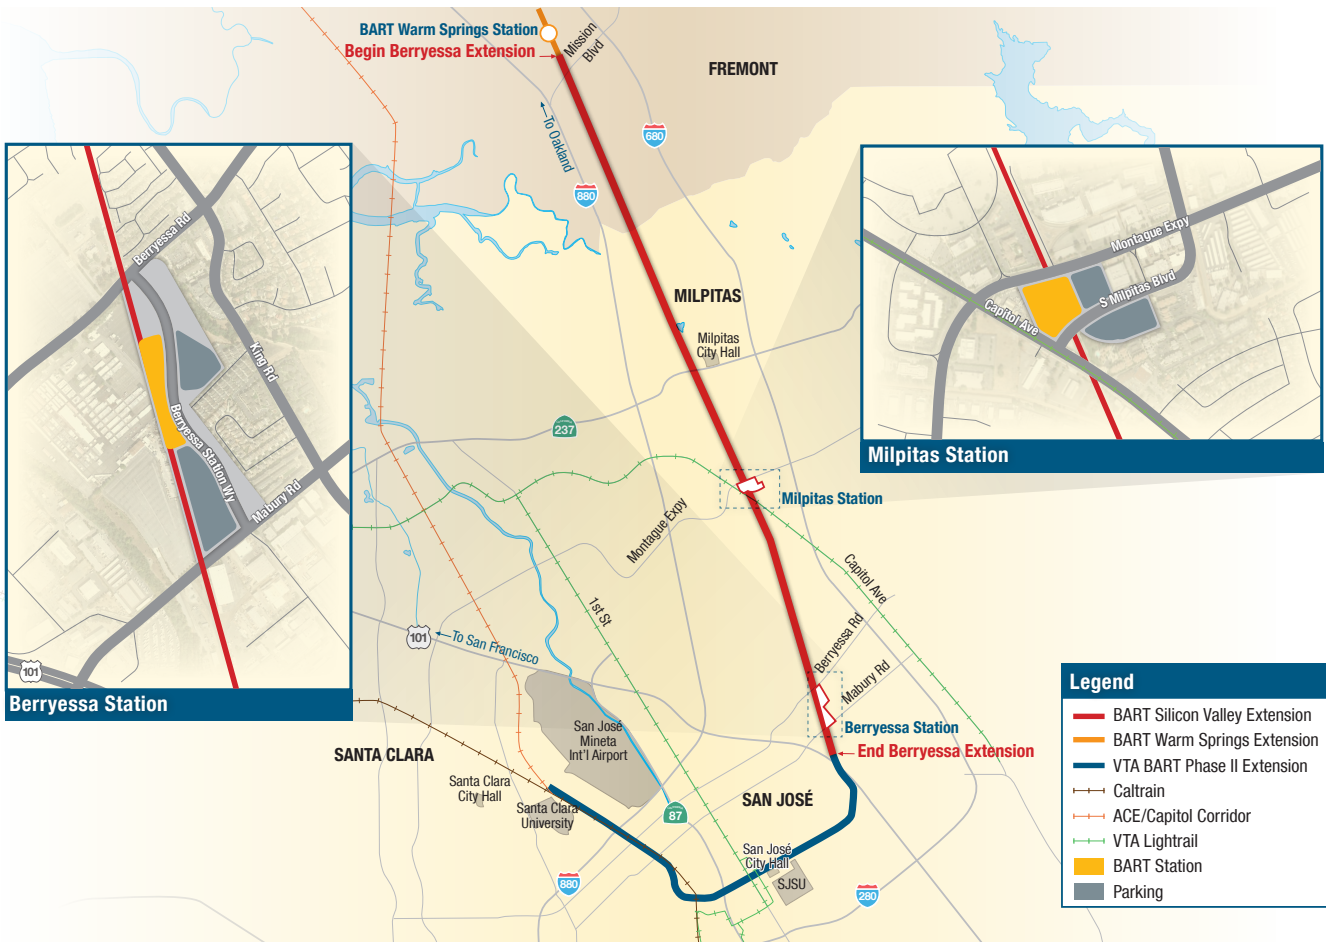 BART Warm Springs Station
Begin Berryessa Extension
Mission
Blvd
FREMONT
To Oakland
680
880
Berryessa Rd
King Rd
Berryessa Station Wy
Mabury Rd
101
Berryessa Station
Montague Expy
S Milpitas Blvd
Capitol Ave
Milpitas Station
MILPITAS
Milpitas
City Hall
237
Milpitas Station
Montague Expy
Capitol Ave
1st St
101
To San Francisco
Berryessa Rd
Mabury Rd
Berryessa Station
End Berryessa Extension
San José
Mineta
Int'l Airport
SANTA CLARA
Santa Clara
City Hall
Santa Clara
University
87
SAN JOSÉ
San José
City Hall
SJSU
880
280
Legend
BART Silicon Valley Extension
BART Warm Springs Extension
VTA BART Phase II Extension
Caltrain
ACE/Capitol Corridor
VTA Lightrail
BART Station
Parking